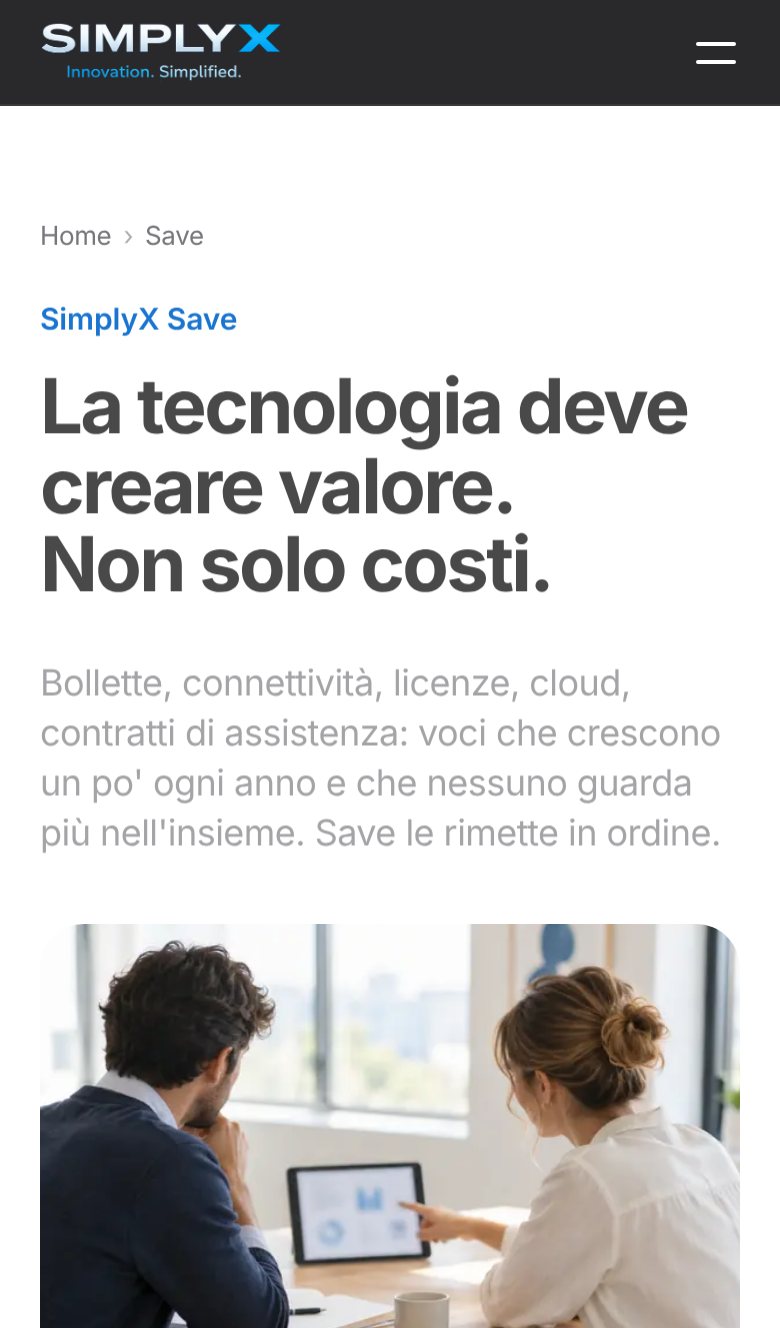 SIMPLYX
Innovation. Simplified.
Home › Save
SimplyX Save
La tecnologia deve
creare valore.
Non solo costi.
Bollette, connettività, licenze, cloud,
contratti di assistenza: voci che crescono
un po' ogni anno e che nessuno guarda
più nell'insieme. Save le rimette in ordine.